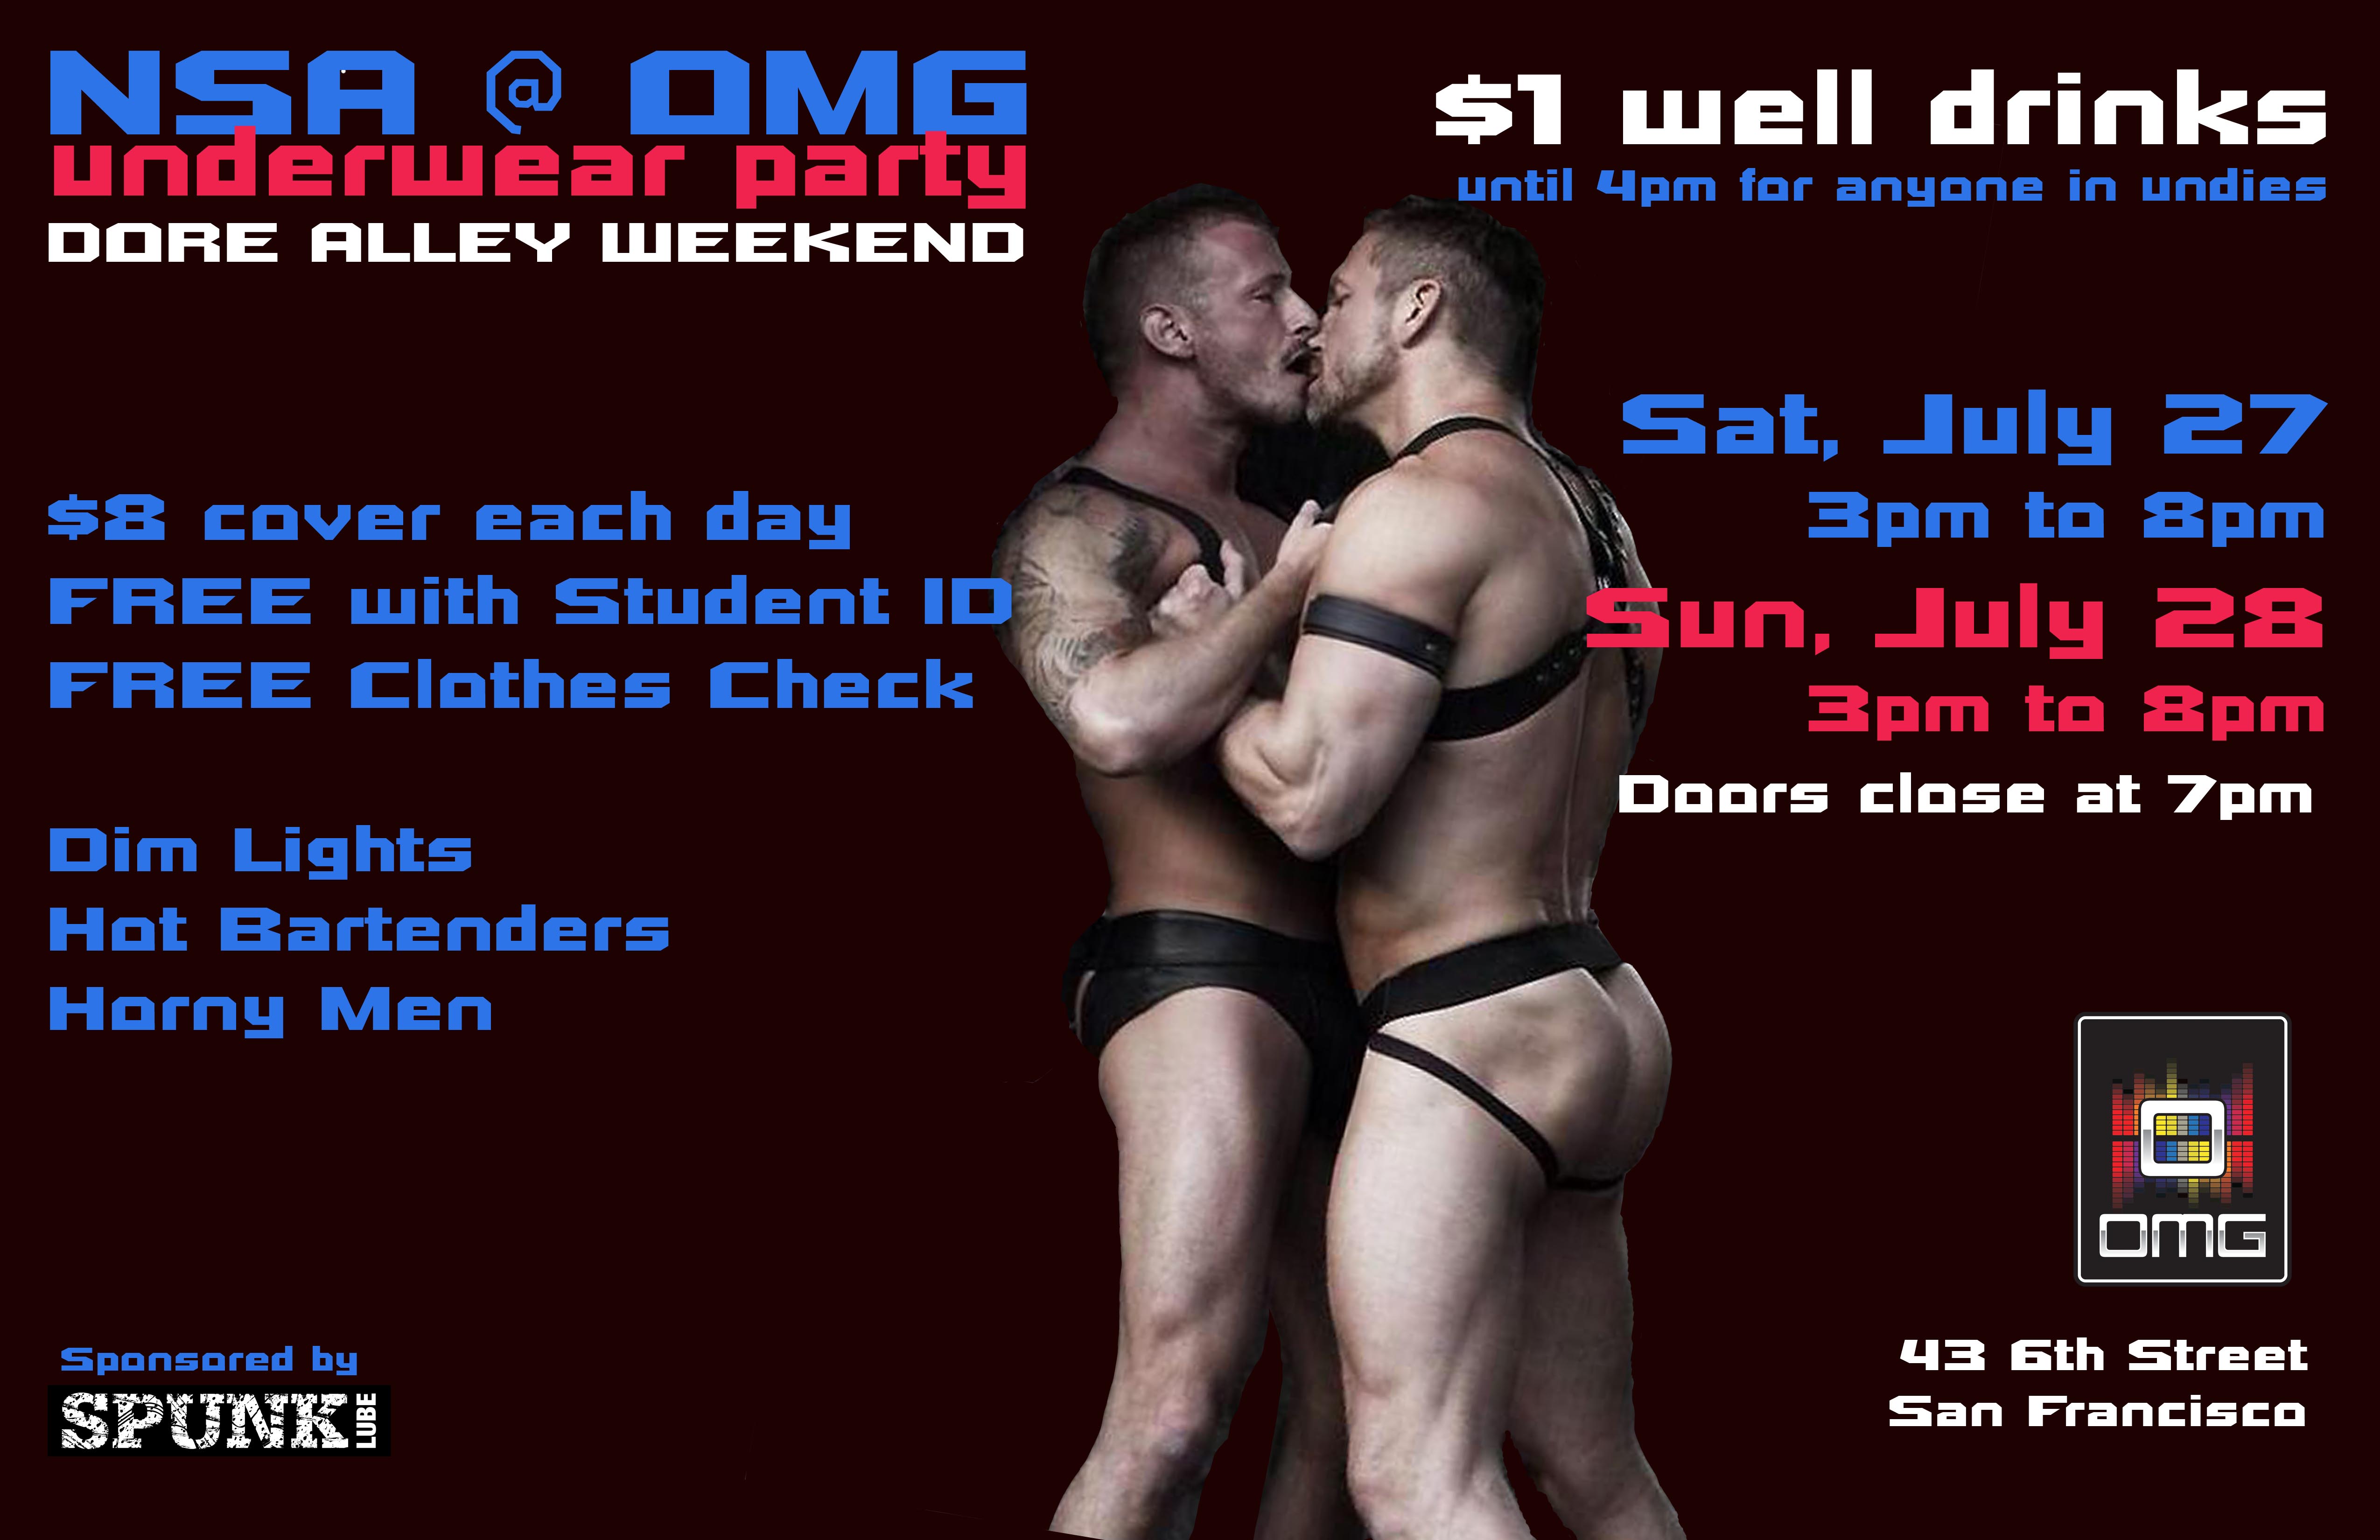 NSA @ OMG
underwear party
DORE ALLEY WEEKEND
$1 well drinks
until 4pm for anyone in undies
$8 cover each day
FREE with Student ID
FREE Clothes Check
Sat, July 27
3pm to 8pm
Sun, July 28
3pm to 8pm
Doors close at 7pm
Dim Lights
Hot Bartenders
Horny Men
Sponsored by
SPUNK LUBE
OMG
43 6th Street
San Francisco